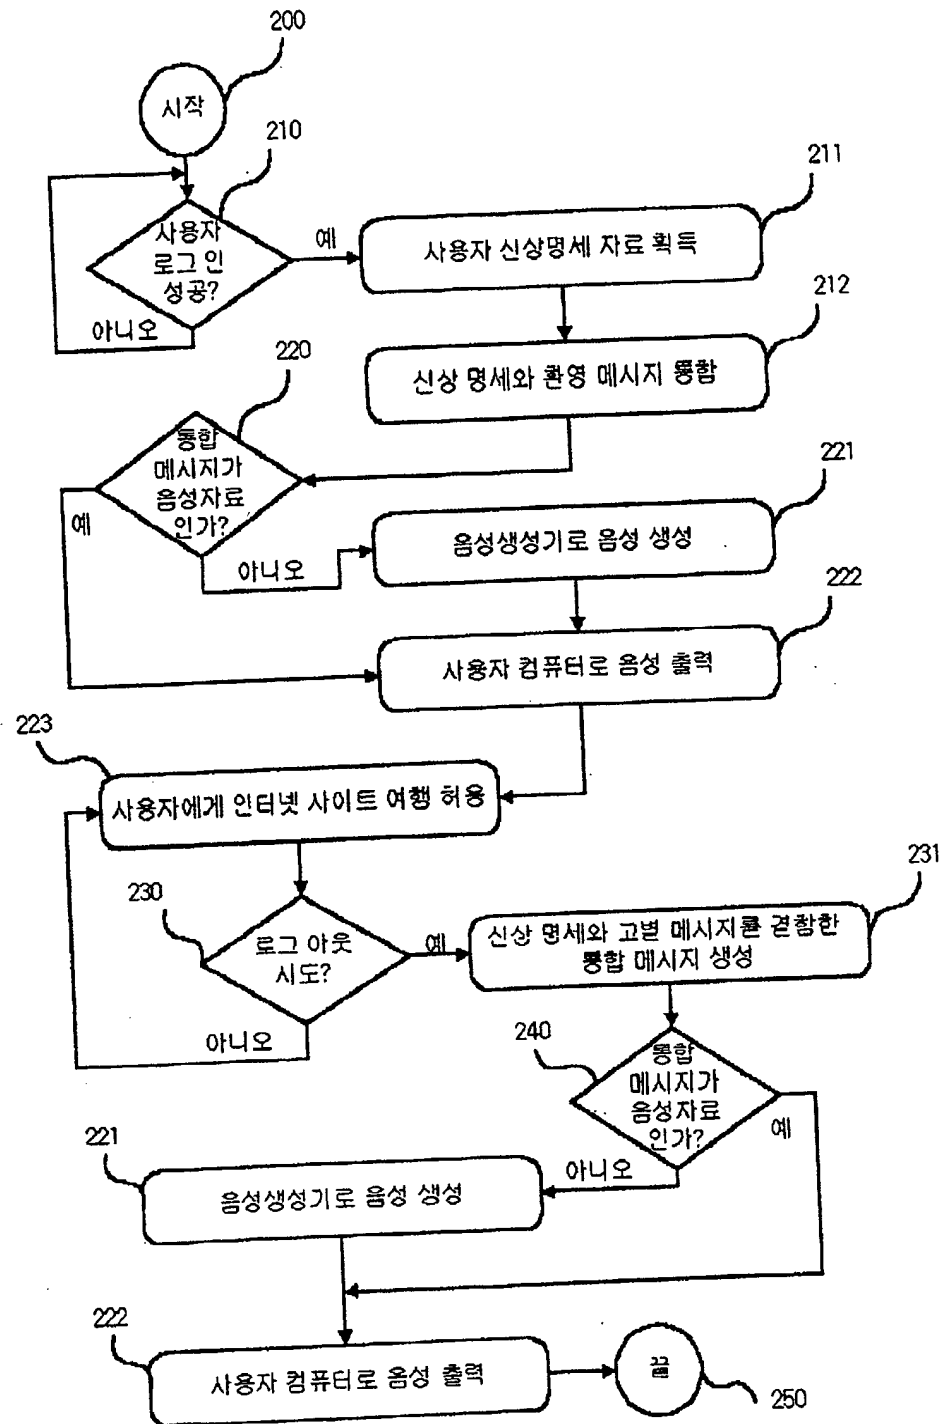 200
시작
210
사용자
로그 인
성공?
예
아니오
211
사용자 신상명세 자료 획득
212
신상 명세와 환영 메시지 통합
220
통합
메시지가
음성자료
인가?
예
아니오
221
음성생성기로 음성 생성
222
사용자 컴퓨터로 음성 출력
223
사용자에게 인터넷 사이트 여행 허용
230
로그 아웃
시도?
예
아니오
231
신상 명세와 고별 메시지를 결합한
통합 메시지 생성
240
통합
메시지가
음성자료
인가?
예
아니오
221
음성생성기로 음성 생성
222
사용자 컴퓨터로 음성 출력
끝
250